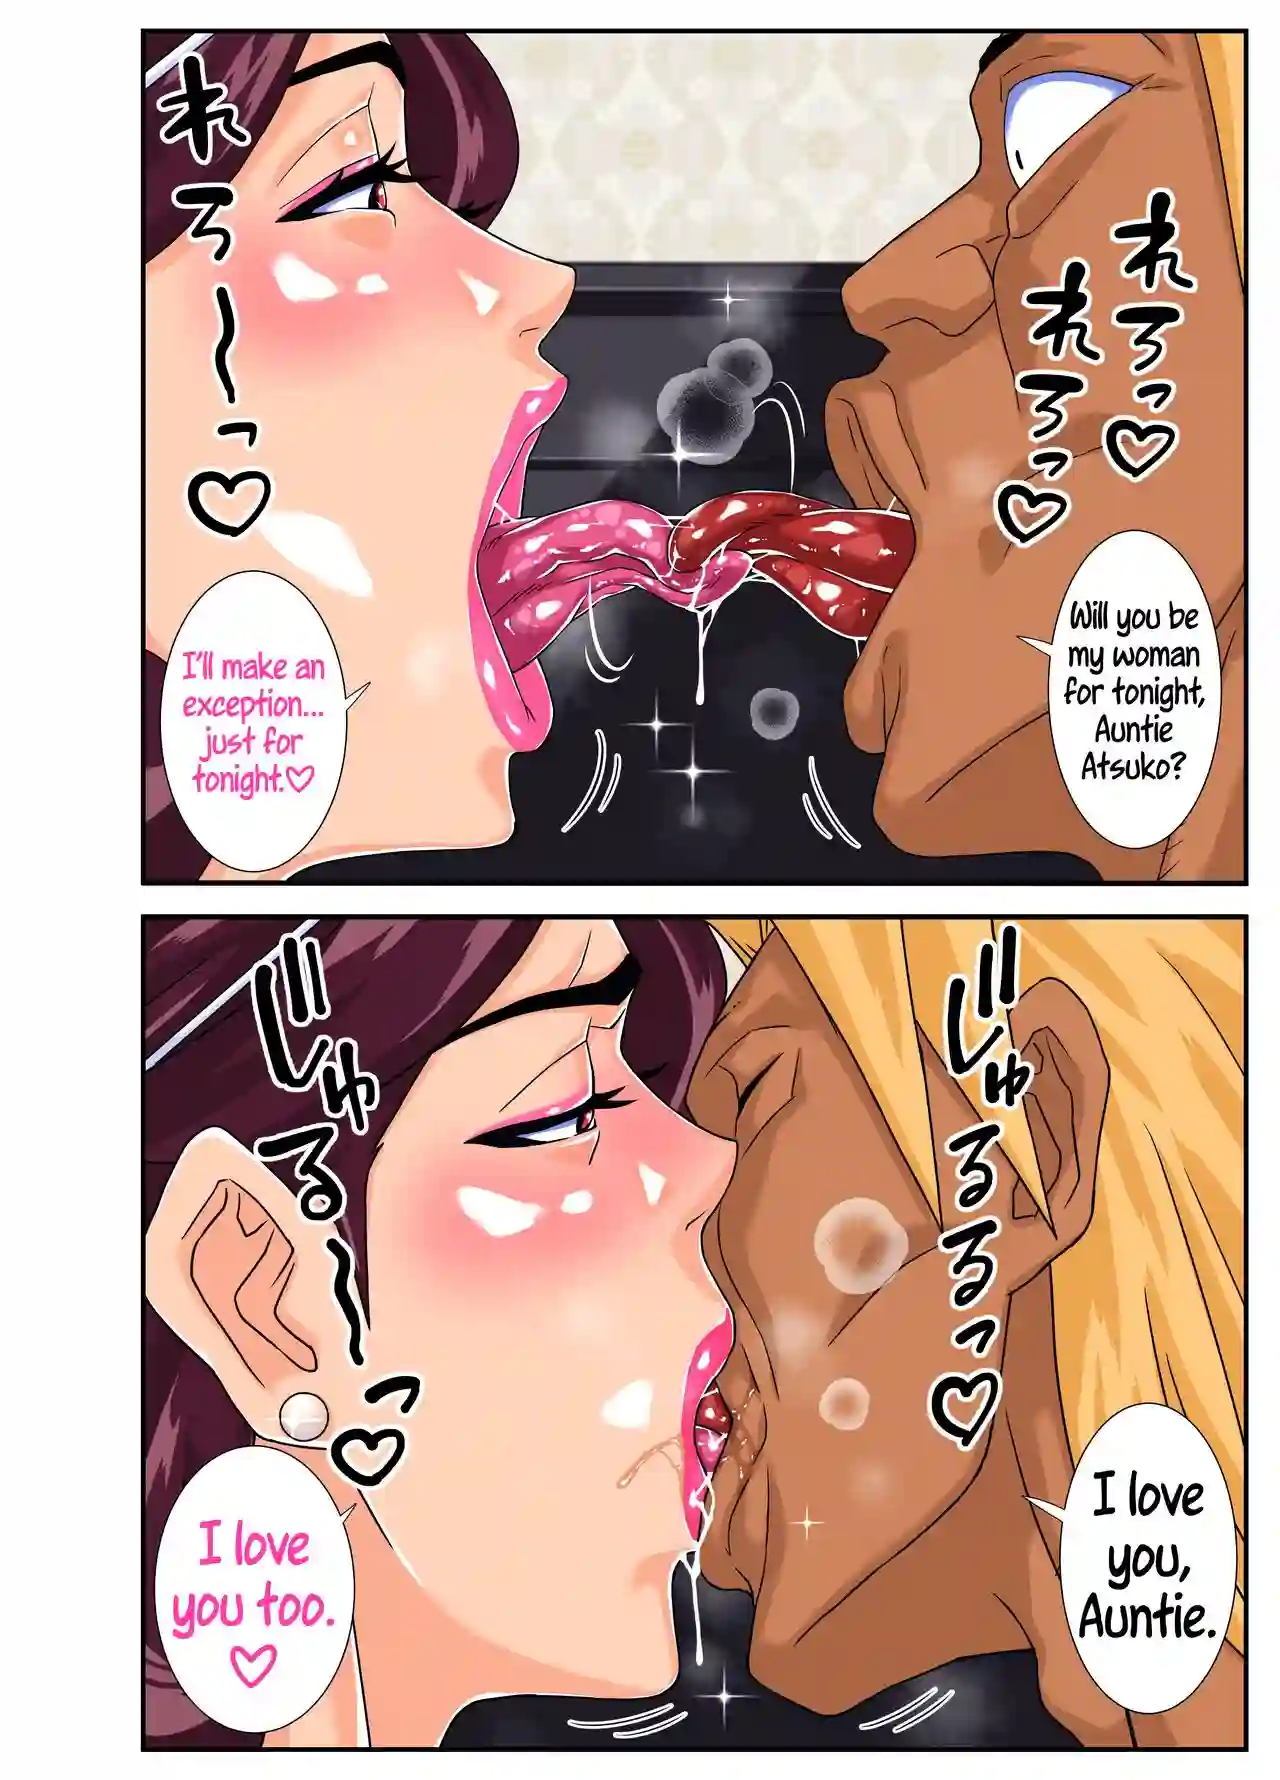 れろっ♡
れろっ♡
Will you be
my woman
for tonight,
Auntie
Atsuko?
れろ～っ♡
I'll make an
exception...
just for
tonight.♡
じゅるるっ♡
I love
you,
Auntie.
じゅる～っ♡
I love
you too.
♡